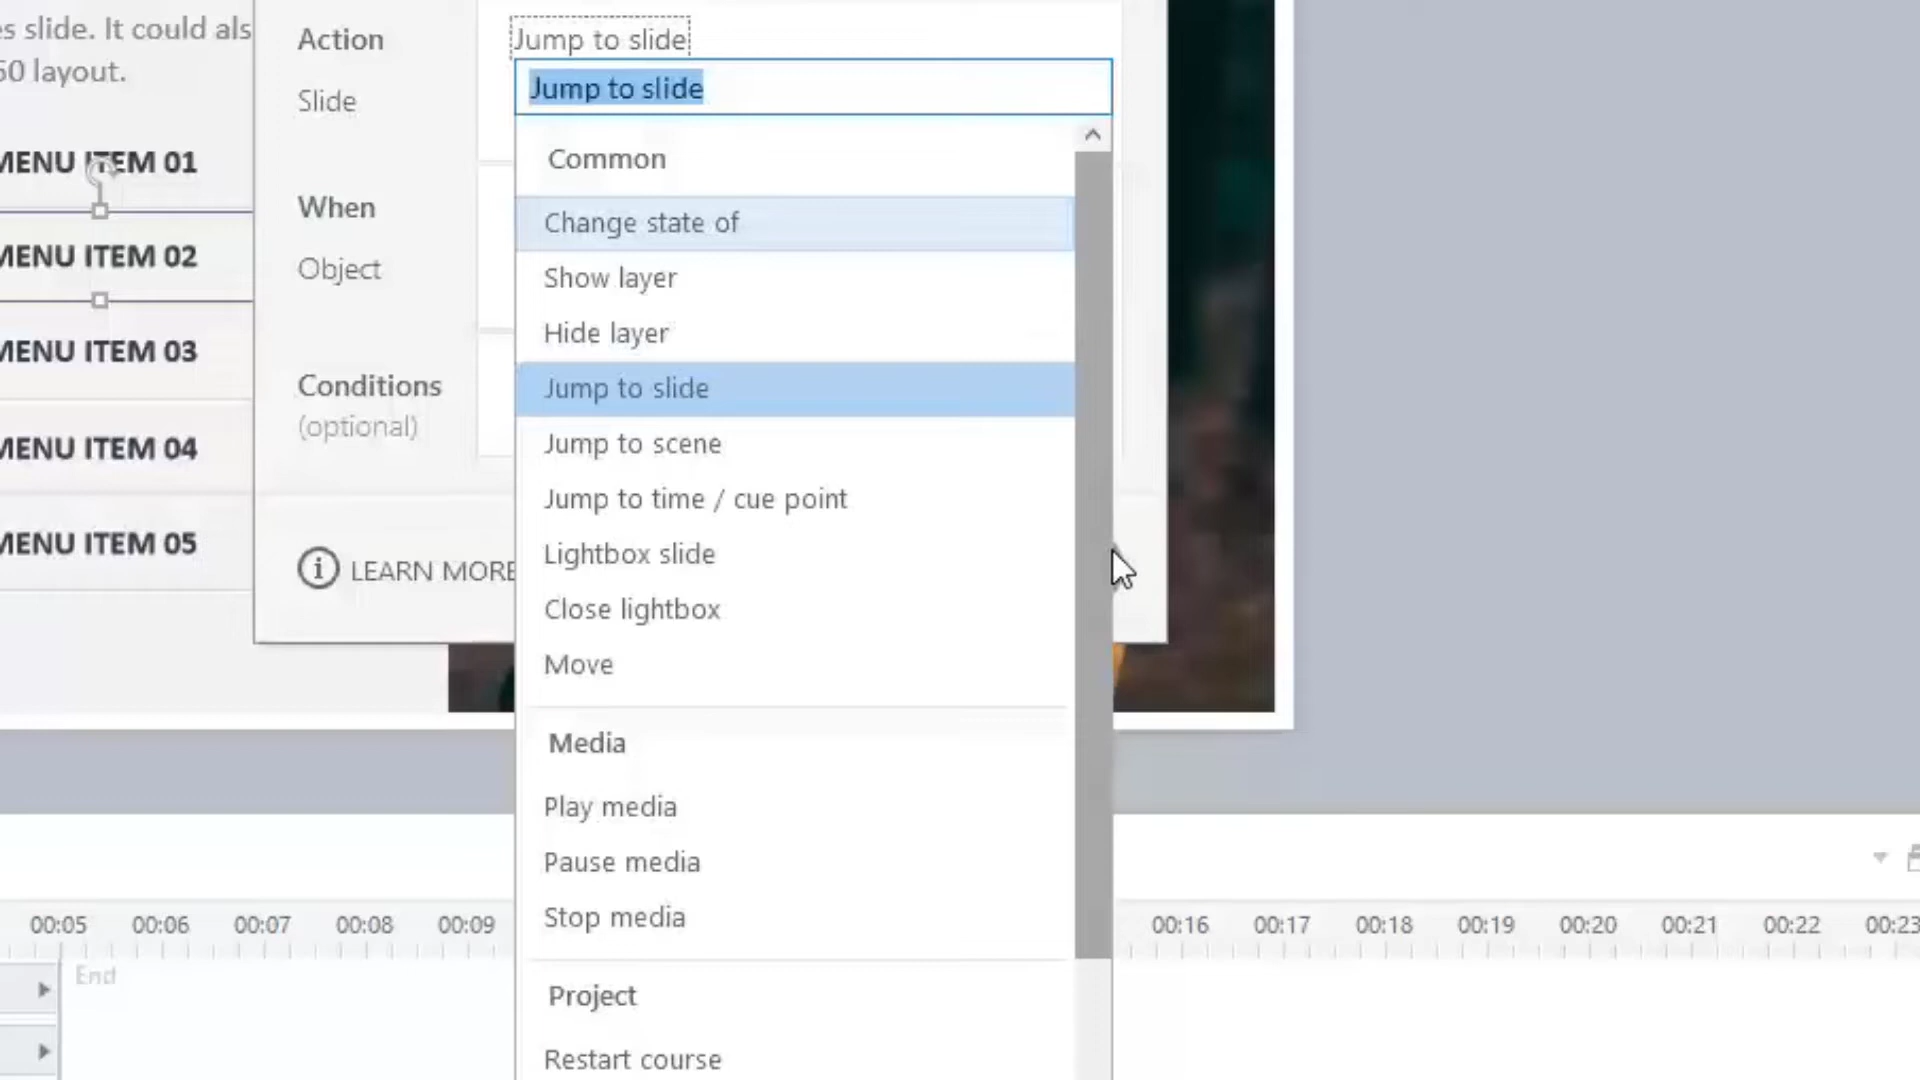 es slide. It could als
50 layout.
MENU ITEM 01
MENU ITEM 02
MENU ITEM 03
MENU ITEM 04
MENU ITEM 05
Action
Slide
When
Object
Conditions
(optional)
LEARN MORE
Jump to slide
Jump to slide
Common
Change state of
Show layer
Hide layer
Jump to slide
Jump to scene
Jump to time / cue point
Lightbox slide
Close lightbox
Move
Media
Play media
Pause media
Stop media
Project
Restart course
00:05 00:06 00:07 00:08 00:09 00:16 00:17 00:18 00:19 00:20 00:21 00:22 00:23
End